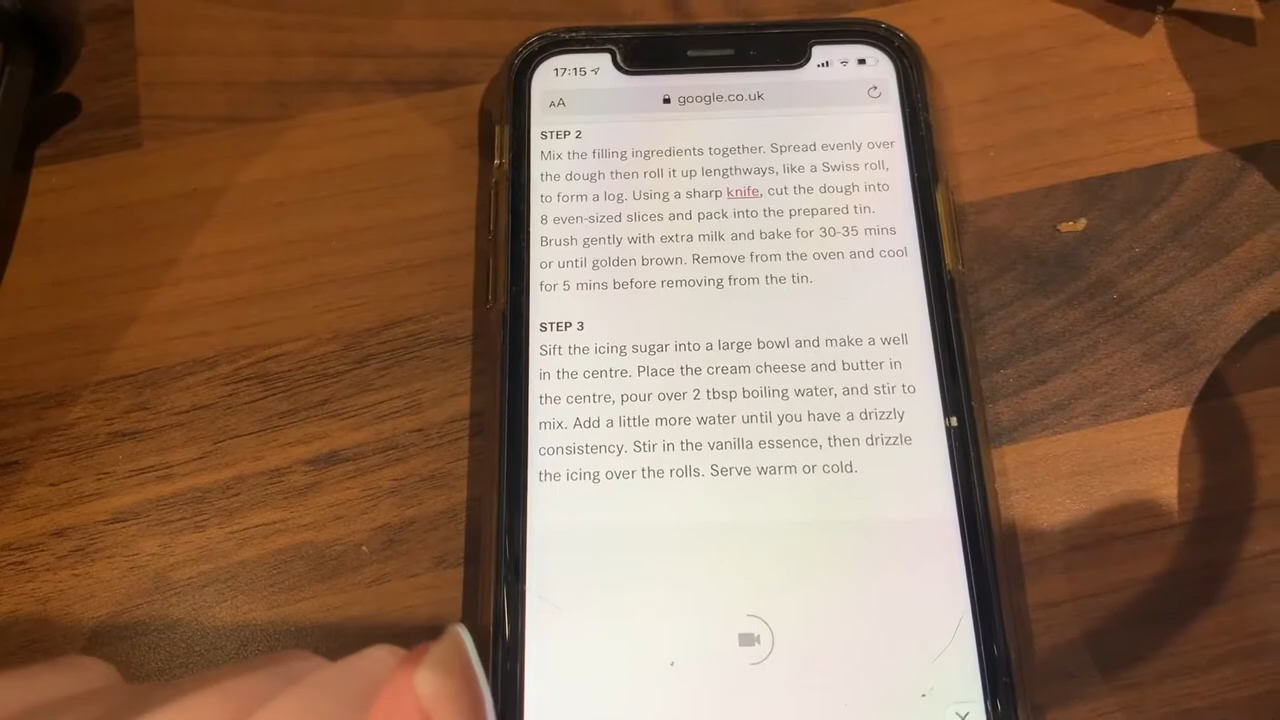 17:15
AA google.co.uk
STEP 2
Mix the filling ingredients together. Spread evenly over
the dough then roll it up lengthways, like a Swiss roll,
to form a log. Using a sharp knife, cut the dough into
8 even-sized slices and pack into the prepared tin.
Brush gently with extra milk and bake for 30-35 mins
or until golden brown. Remove from the oven and cool
for 5 mins before removing from the tin.
STEP 3
Sift the icing sugar into a large bowl and make a well
in the centre. Place the cream cheese and butter in
the centre, pour over 2 tbsp boiling water, and stir to
mix. Add a little more water until you have a drizzly
consistency. Stir in the vanilla essence, then drizzle
the icing over the rolls. Serve warm or cold.